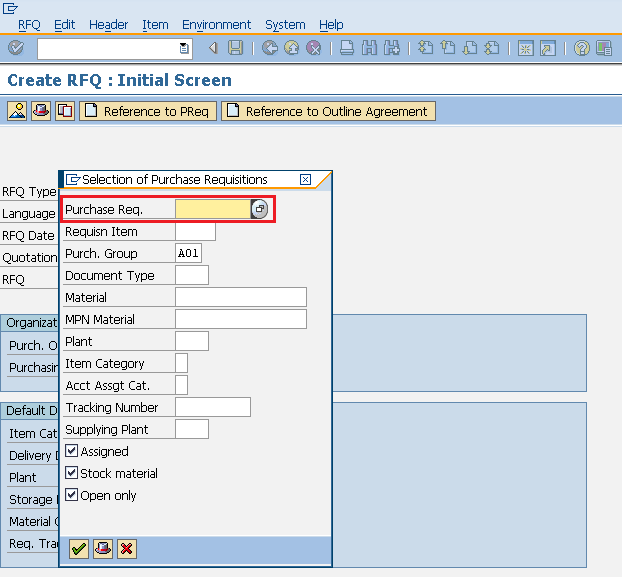 RFQ Edit Header Item Environment System Help
Create RFQ : Initial Screen
Reference to PReq Reference to Outline Agreement
Selection of Purchase Requisitions
RFQ Type
Language
RFQ Date
Quotation
RFQ
Purchase Req.
Requisn Item
Purch. Group A01
Document Type
Material
MPN Material
Plant
Item Category
Acct Assgt Cat.
Tracking Number
Supplying Plant
Assigned
Stock material
Open only
Organizat
Purch. O
Purchasin
Default D
Item Cat
Delivery
Plant
Storage
Material
Req. Tra